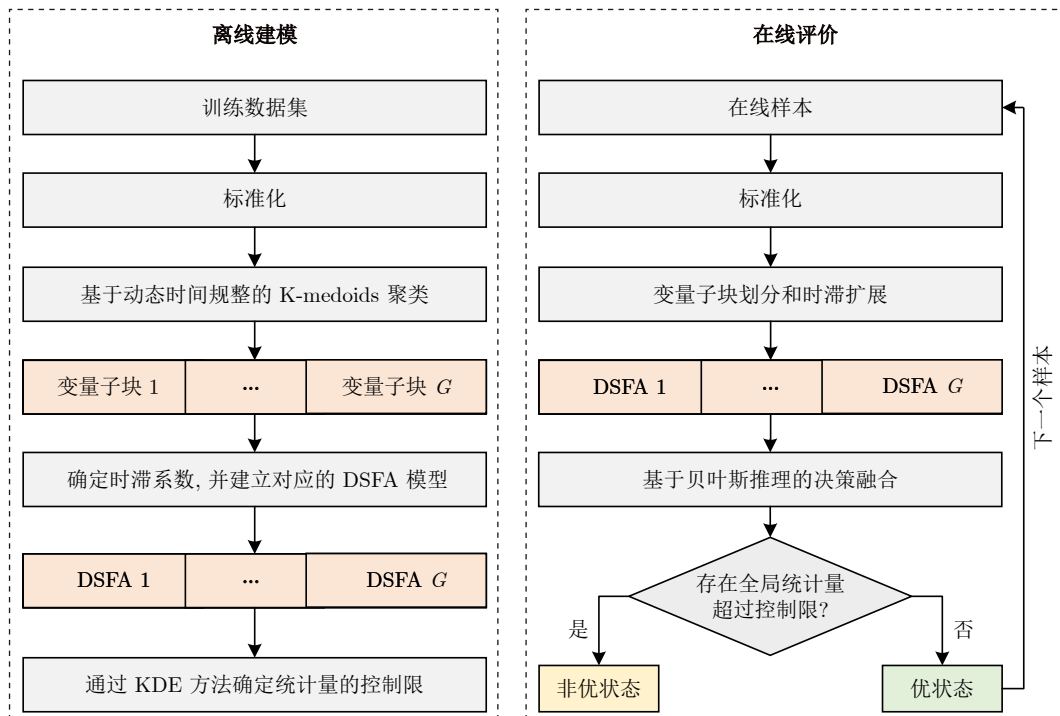 离线建模
训练数据集
标准化
基于动态时间规整的 K-medoids 聚类
变量子块 1 ... 变量子块 G
确定时滞系数, 并建立对应的 DSFA 模型
DSFA 1 ... DSFA G
通过 KDE 方法确定统计量的控制限
在线评价
在线样本
标准化
变量子块划分和时滞扩展
DSFA 1 ... DSFA G
基于贝叶斯推理的决策融合
存在全局统计量
超过控制限?
是
否
非优状态
优状态
下一个样本